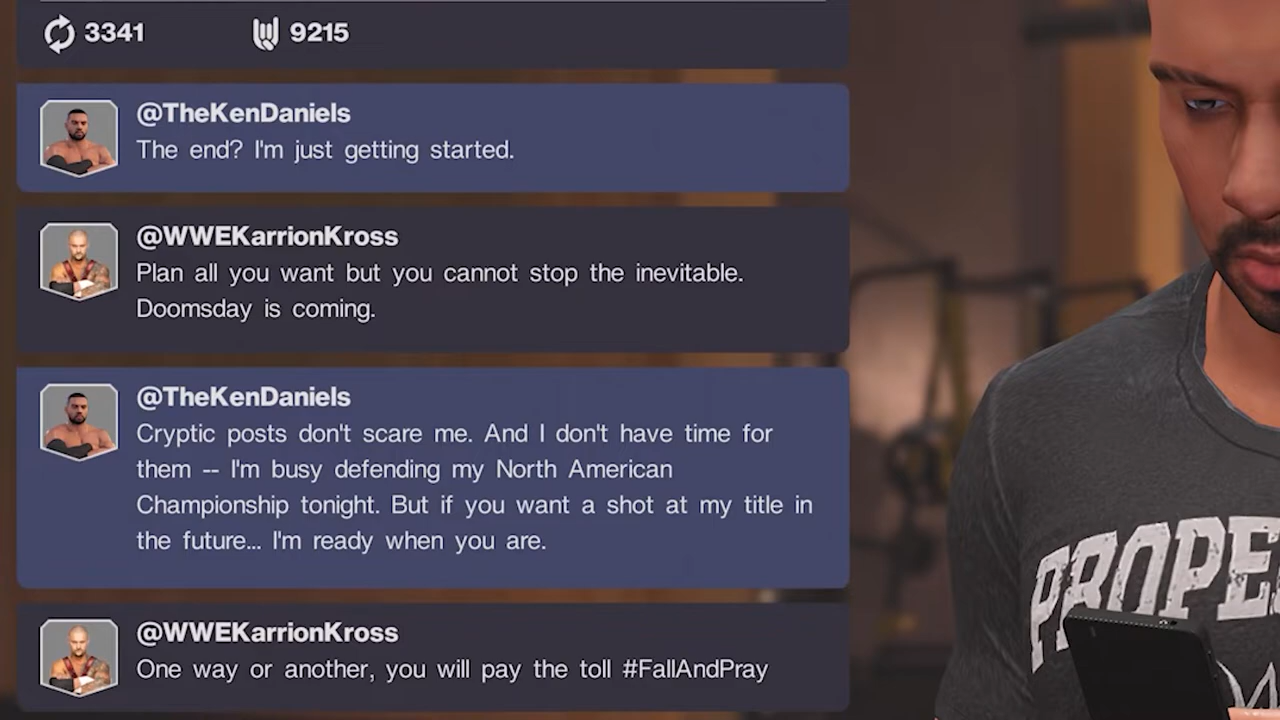 3341 9215
@TheKenDaniels
The end? I'm just getting started.
@WWEKarrionKross
Plan all you want but you cannot stop the inevitable.
Doomsday is coming.
@TheKenDaniels
Cryptic posts don't scare me. And I don't have time for
them -- I'm busy defending my North American
Championship tonight. But if you want a shot at my title in
the future... I'm ready when you are.
@WWEKarrionKross
One way or another, you will pay the toll #FallAndPray